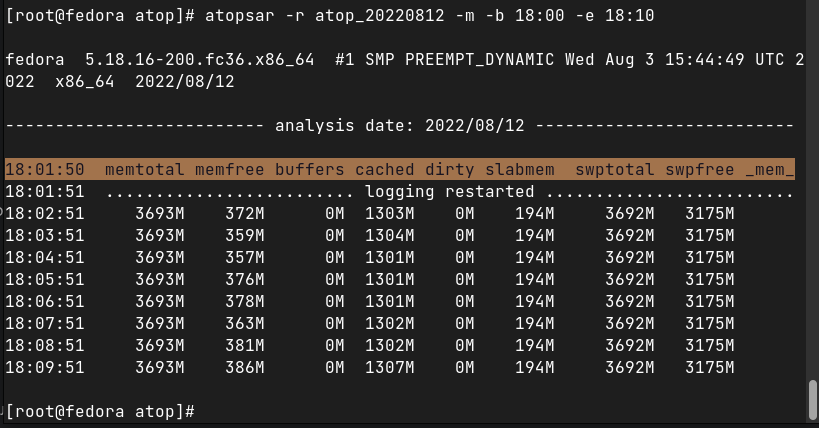 [root@fedora atop]# atopsar -r atop_20220812 -m -b 18:00 -e 18:10
fedora  5.18.16-200.fc36.x86_64  #1 SMP PREEMPT_DYNAMIC Wed Aug 3 15:44:49 UTC 2
022  x86_64  2022/08/12
-------------------------- analysis date: 2022/08/12 --------------------------
18:01:50  memtotal memfree buffers cached dirty slabmem  swptotal swpfree _mem_
18:01:51  ......................... logging restarted .........................
18:02:51     3693M    372M      0M  1303M    0M    194M     3692M   3175M
18:03:51     3693M    359M      0M  1304M    0M    194M     3692M   3175M
18:04:51     3693M    357M      0M  1301M    0M    194M     3692M   3175M
18:05:51     3693M    376M      0M  1301M    0M    194M     3692M   3175M
18:06:51     3693M    378M      0M  1301M    0M    194M     3692M   3175M
18:07:51     3693M    363M      0M  1302M    0M    194M     3692M   3175M
18:08:51     3693M    381M      0M  1302M    0M    194M     3692M   3175M
18:09:51     3693M    386M      0M  1307M    0M    194M     3692M   3175M
[root@fedora atop]#